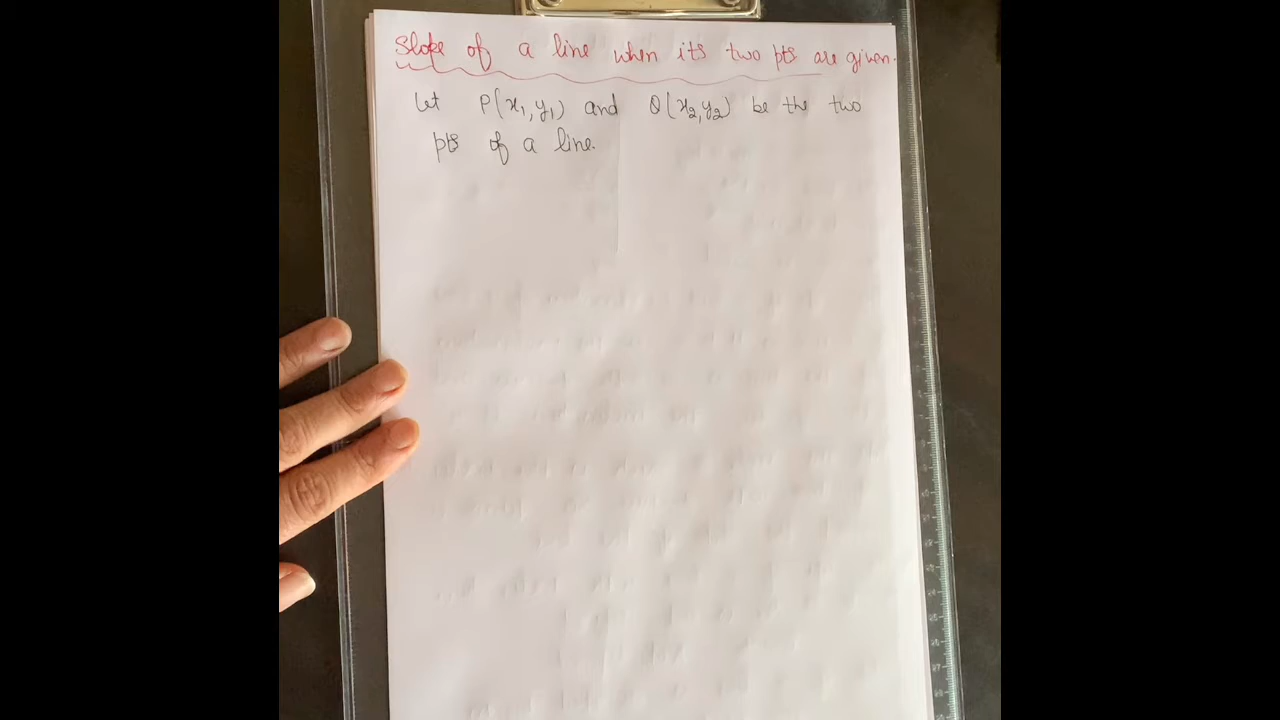 Slope of a line when its two pts are given.
Let P(x₁,y₁) and Q(x₂,y₂) be the two
pts of a line.